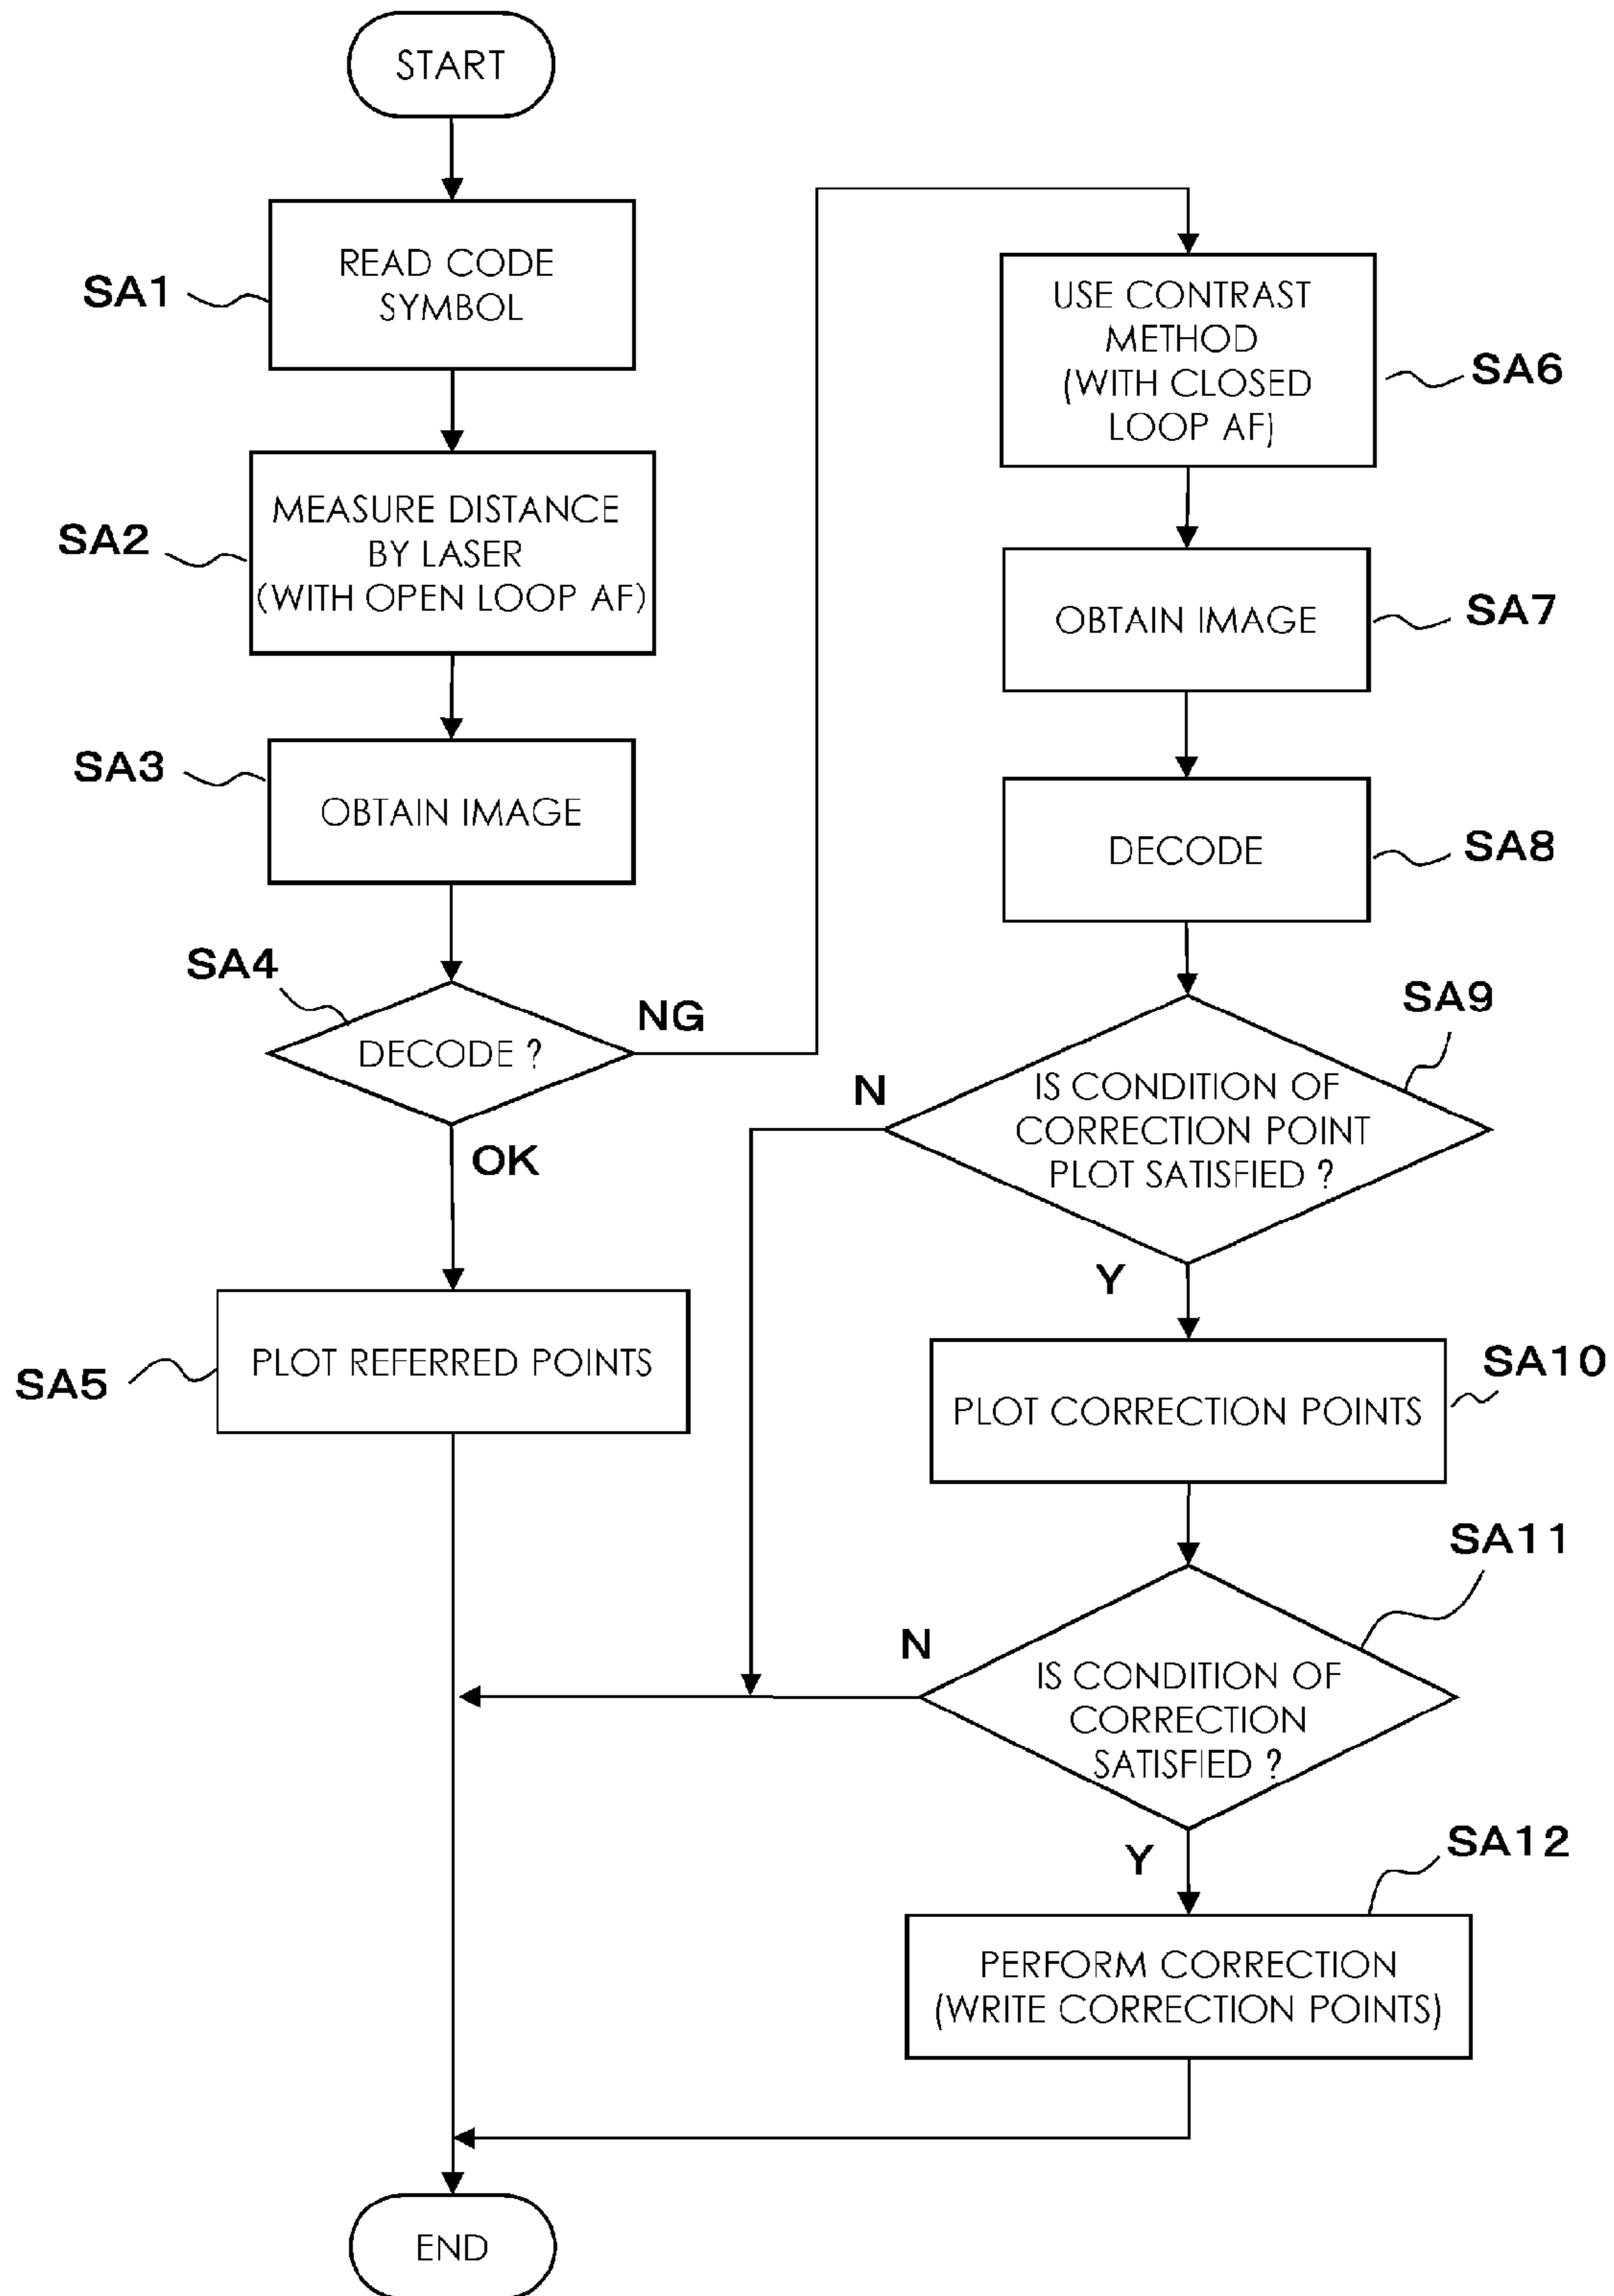 START
SA1
READ CODE
SYMBOL
SA2
MEASURE DISTANCE
BY LASER
(WITH OPEN LOOP AF)
SA3
OBTAIN IMAGE
SA4
DECODE ?
NG
OK
SA5
PLOT REFERRED POINTS
USE CONTRAST
METHOD
(WITH CLOSED
LOOP AF)
SA6
OBTAIN IMAGE
SA7
DECODE
SA8
SA9
IS CONDITION OF
CORRECTION POINT
PLOT SATISFIED ?
N
Y
PLOT CORRECTION POINTS
SA10
SA11
IS CONDITION OF
CORRECTION
SATISFIED ?
N
Y
SA12
PERFORM CORRECTION
(WRITE CORRECTION POINTS)
END